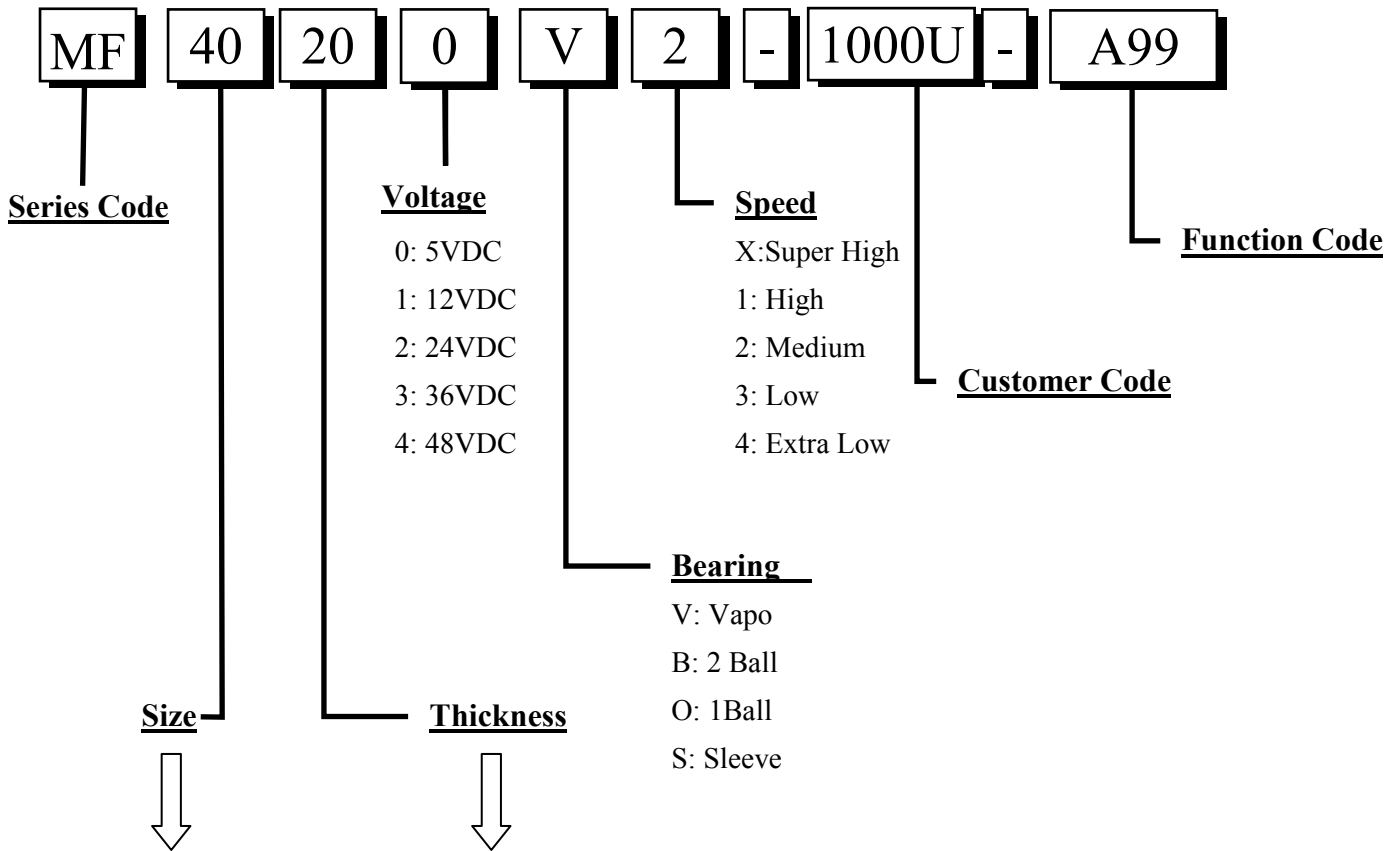 MF 40 20 0 V 2 - 1000U - A99
Series Code
Voltage
0: 5VDC
1: 12VDC
2: 24VDC
3: 36VDC
4: 48VDC
Speed
X:Super High
1: High
2: Medium
3: Low
4: Extra Low
Function Code
Customer Code
Bearing
V: Vapo
B: 2 Ball
O: 1Ball
S: Sleeve
Size
Thickness